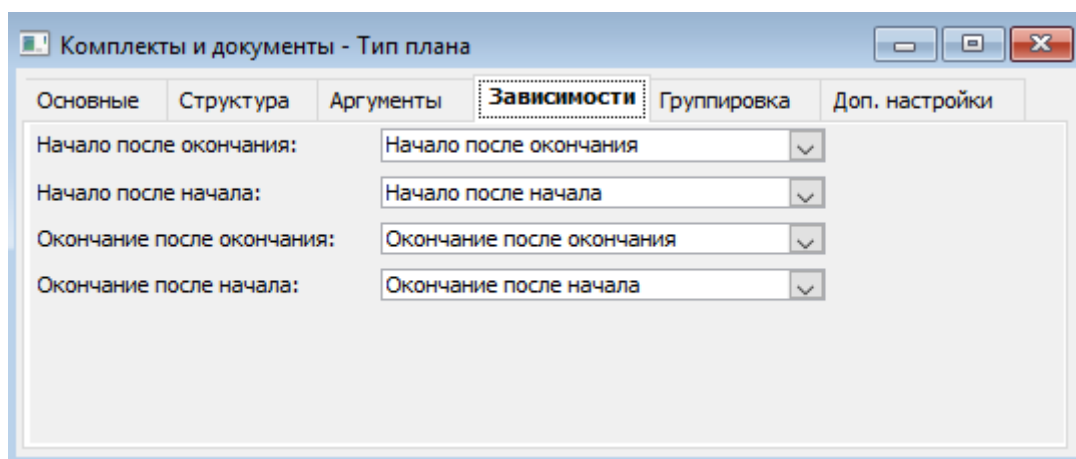 Комплекты и документы - Тип плана
Основные Структура Аргументы Зависимости Группировка Доп. настройки
Начало после окончания: Начало после окончания
Начало после начала: Начало после начала
Окончание после окончания: Окончание после окончания
Окончание после начала: Окончание после начала